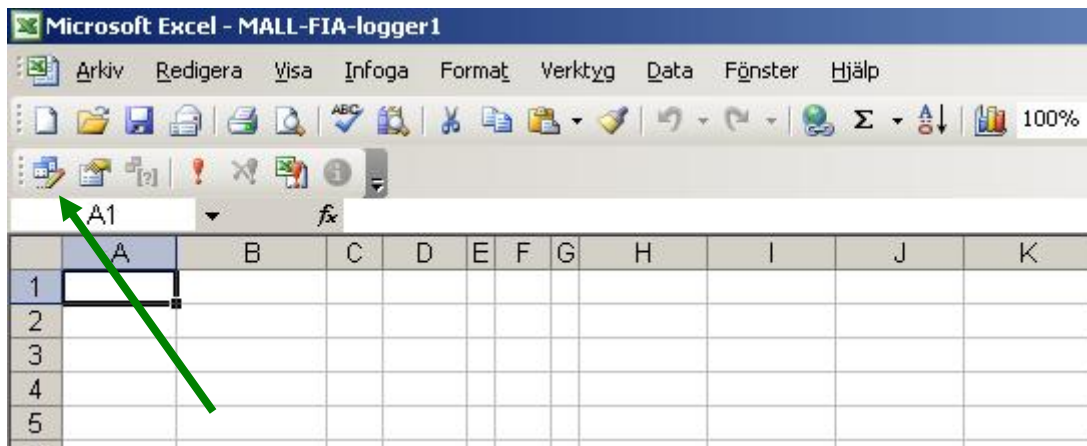 Microsoft Excel - MALL-FIA-logger1
Arkiv Redigera Visa Infoga Format Verktyg Data Fönster Hjälp
ABC Σ A Z 100%
[?]
A1 fx
A B C D E F G H I J K
1
2
3
4
5